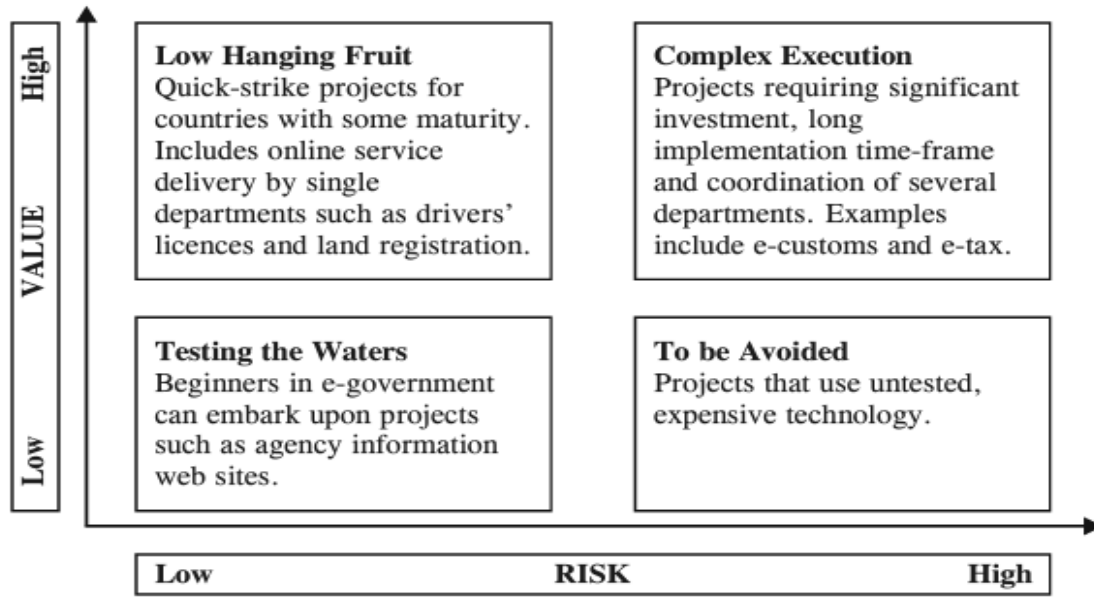 High
VALUE
Low
Low Hanging Fruit
Quick-strike projects for
countries with some maturity.
Includes online service
delivery by single
departments such as drivers’
licences and land registration.
Complex Execution
Projects requiring significant
investment, long
implementation time-frame
and coordination of several
departments. Examples
include e-customs and e-tax.
Testing the Waters
Beginners in e-government
can embark upon projects
such as agency information
web sites.
To be Avoided
Projects that use untested,
expensive technology.
Low RISK High